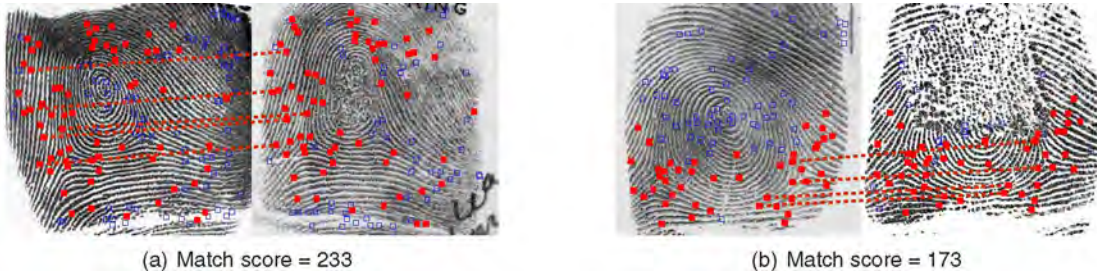 (a) Match score = 233
(b) Match score = 173